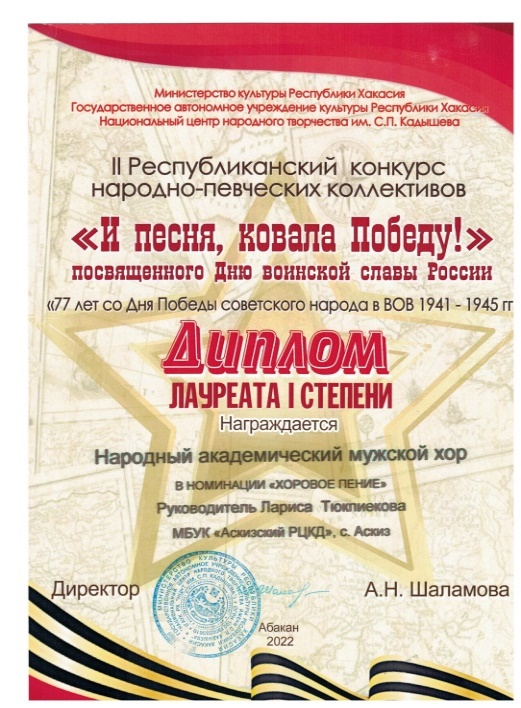 Министерство культуры Республики Хакасия
Государственное автономное учреждение культуры Республики Хакасия
Национальный центр народного творчества им. С.П. Кадышева
II Республиканский конкурс
народно-певческих коллективов
«И песня, ковала Победу!»
посвященного Дню воинской славы России
«77 лет со Дня Победы советского народа в ВОВ 1941 - 1945 гг
Диплом
ЛАУРЕАТА I СТЕПЕНИ
Награждается
Народный академический мужской хор
В НОМИНАЦИИ «ХОРОВОЕ ПЕНИЕ»
Руководитель Лариса Тюкпиекова
МБУК «Аскизский РЦКД», с. Аскиз
Директор
А.Н. Шаламова
Абакан
2022